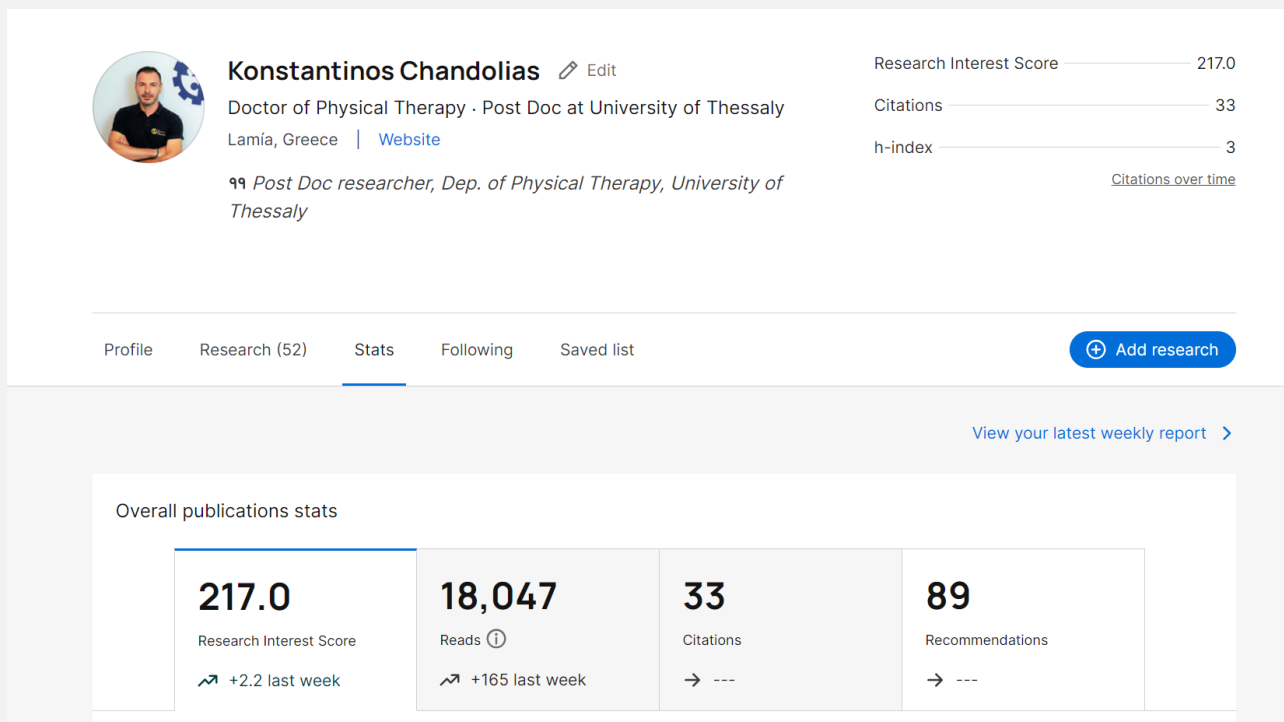 Konstantinos Chandolias Edit
Doctor of Physical Therapy · Post Doc at University of Thessaly
Lamía, Greece | Website
Post Doc researcher, Dep. of Physical Therapy, University of
Thessaly
Research Interest Score 217.0
Citations 33
h-index 3
Citations over time
Profile Research (52) Stats Following Saved list Add research
View your latest weekly report
Overall publications stats
217.0 18,047 33 89
Research Interest Score Reads Citations Recommendations
+2.2 last week +165 last week --- ---